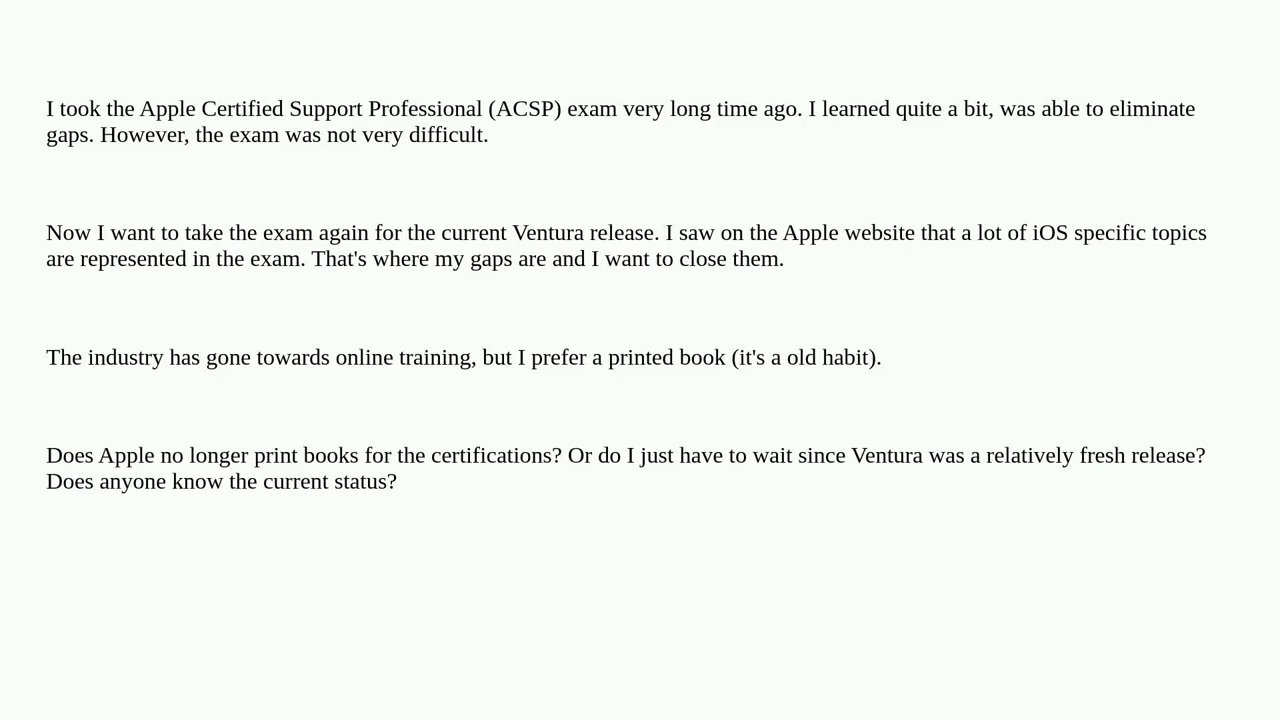 I took the Apple Certified Support Professional (ACSP) exam very long time ago. I learned quite a bit, was able to eliminate
gaps. However, the exam was not very difficult.
Now I want to take the exam again for the current Ventura release. I saw on the Apple website that a lot of iOS specific topics
are represented in the exam. That's where my gaps are and I want to close them.
The industry has gone towards online training, but I prefer a printed book (it's a old habit).
Does Apple no longer print books for the certifications? Or do I just have to wait since Ventura was a relatively fresh release?
Does anyone know the current status?